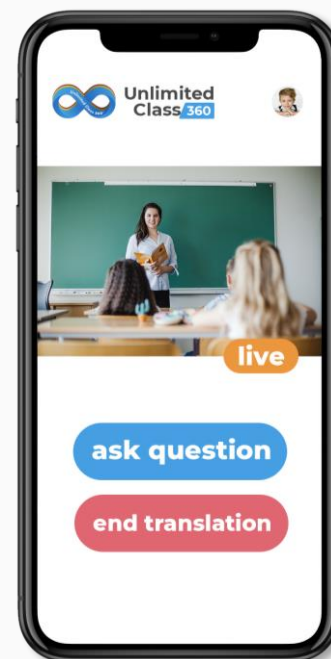 Unlimited
Class 360
live
ask question
end translation